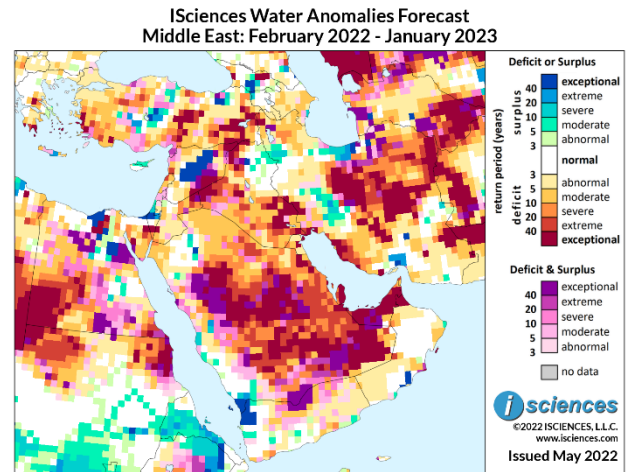 ISciences Water Anomalies Forecast
Middle East: February 2022 - January 2023
Deficit or Surplus
return period (years)
surplus
deficit
exceptional
40
extreme
20
severe
10
moderate
5
abnormal
3
normal
3
abnormal
5
moderate
10
severe
20
extreme
40
exceptional
Deficit & Surplus
exceptional
40
extreme
20
severe
10
moderate
5
abnormal
3
no data
i sciences
©2022 ISCIENCES, L.L.C.
www.isciences.com
Issued May 2022